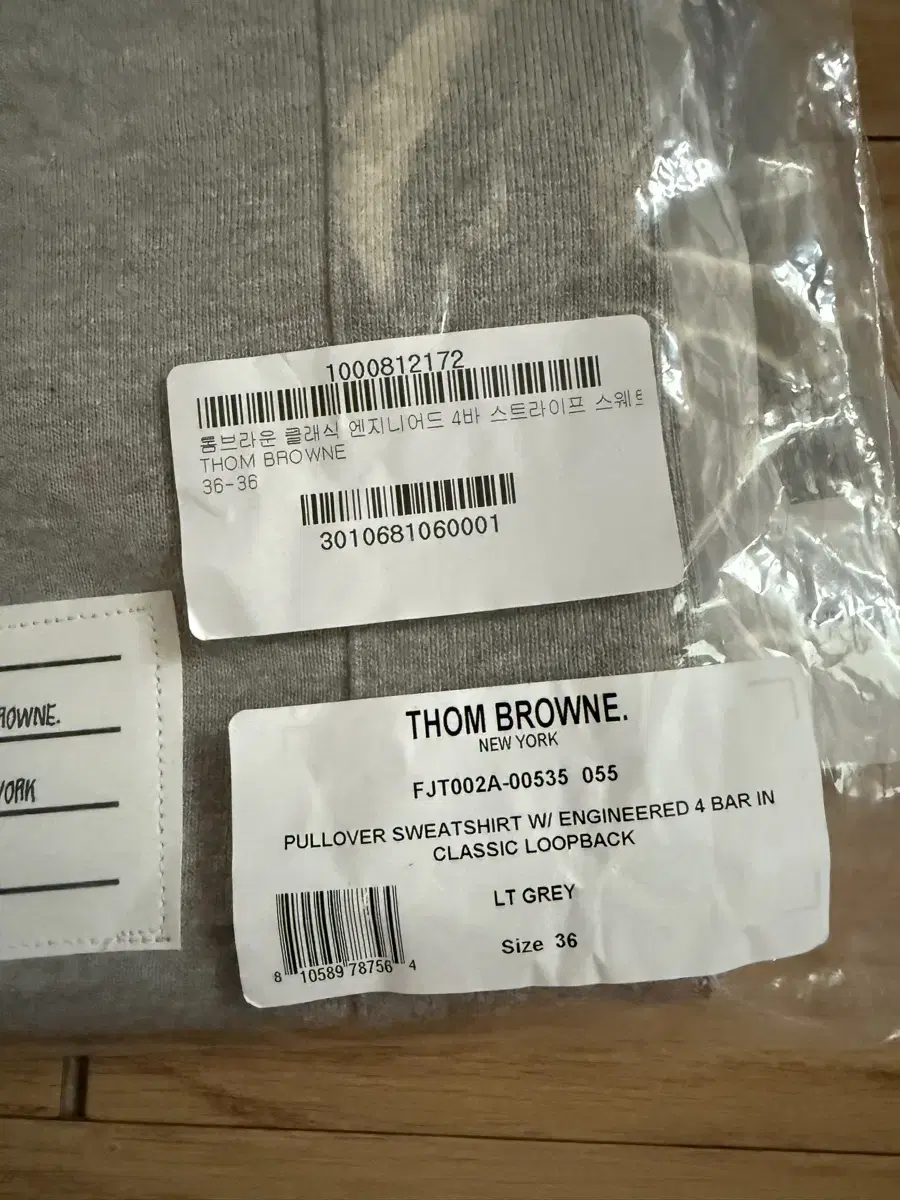 1000812172
톰브라운 클래식 엔지니어드 4바 스트라이프 스웨트
THOM BROWNE
36-36
3010681060001
ROWNE.
YORK
THOM BROWNE.
NEW YORK
FJT002A-00535 055
PULLOVER SWEATSHIRT W/ ENGINEERED 4 BAR IN
CLASSIC LOOPBACK
LT GREY
Size 36
8 10589 78756 4